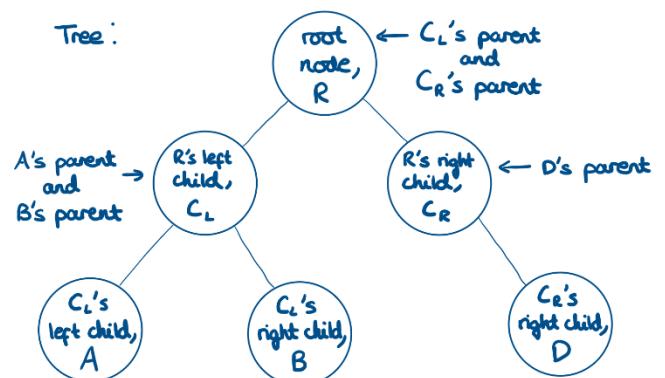 Tree:
root
node,
R
← C_L's parent
and
C_R's parent
A's parent →
and
B's parent
R's left
child,
C_L
R's right
child,
C_R
← D's parent
C_L's
left child,
A
C_L's
right child,
B
C_R's
right child,
D